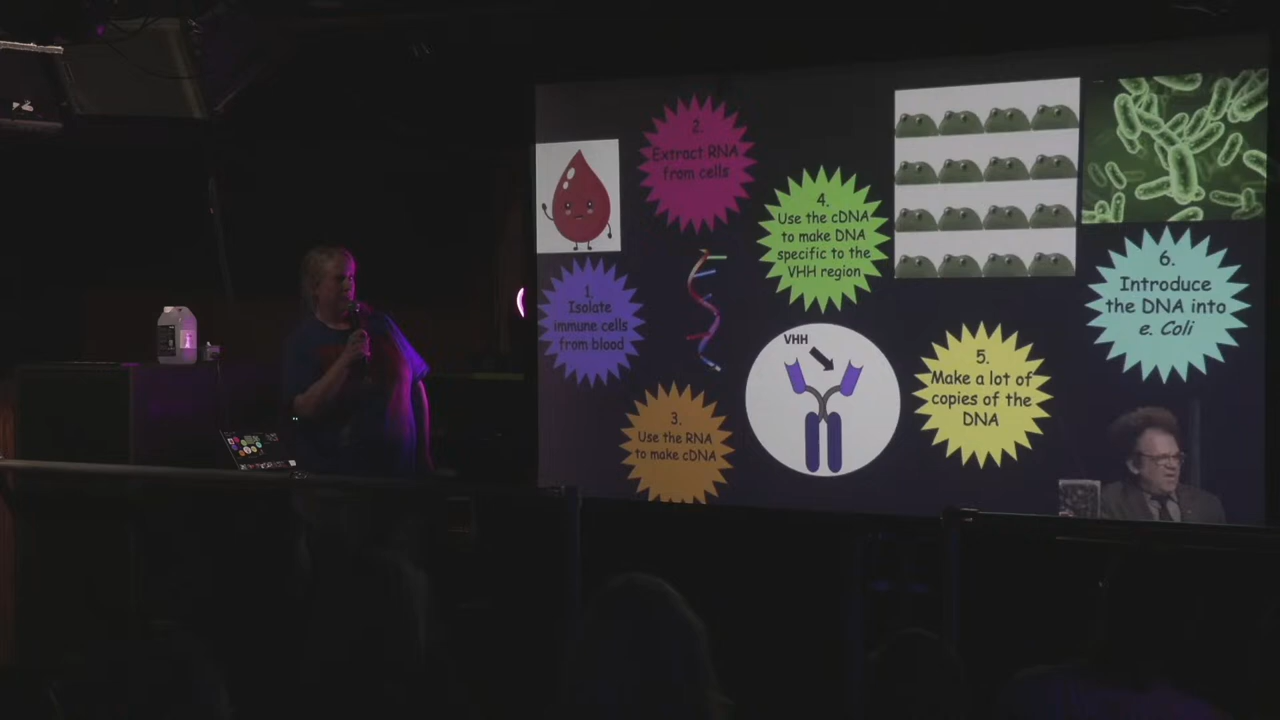 1.
Isolate
immune cells
from blood
2.
Extract RNA
from cells
3.
Use the RNA
to make cDNA
4.
Use the cDNA
to make DNA
specific to the
VHH region
VHH
5.
Make a lot of
copies of the
DNA
6.
Introduce
the DNA into
e. Coli